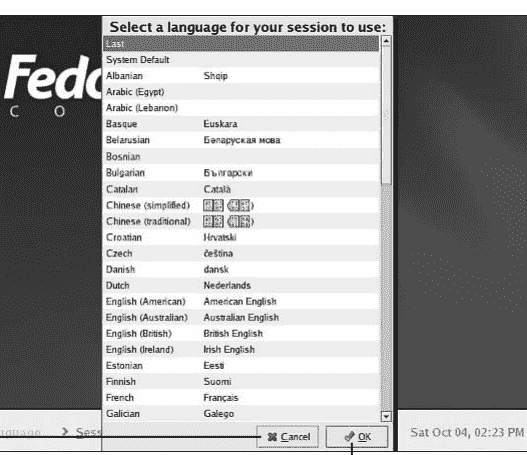 Select a language for your session to use:
Last
System Default
Albanian Shqip
Arabic (Egypt)
Arabic (Lebanon)
Basque Euskara
Belarusian Беларуская мова
Bosnian
Bulgarian Български
Catalan Català
Chinese (simplified)
Chinese (traditional)
Croatian Hrvatski
Czech čeština
Danish dansk
Dutch Nederlands
English (American) American English
English (Australian) Australian English
English (British) British English
English (Ireland) Irish English
Estonian Eesti
Finnish Suomi
French Français
Galician Galego
Fedo
C O
nguage Sess
Cancel OK
Sat Oct 04, 02:23 PM